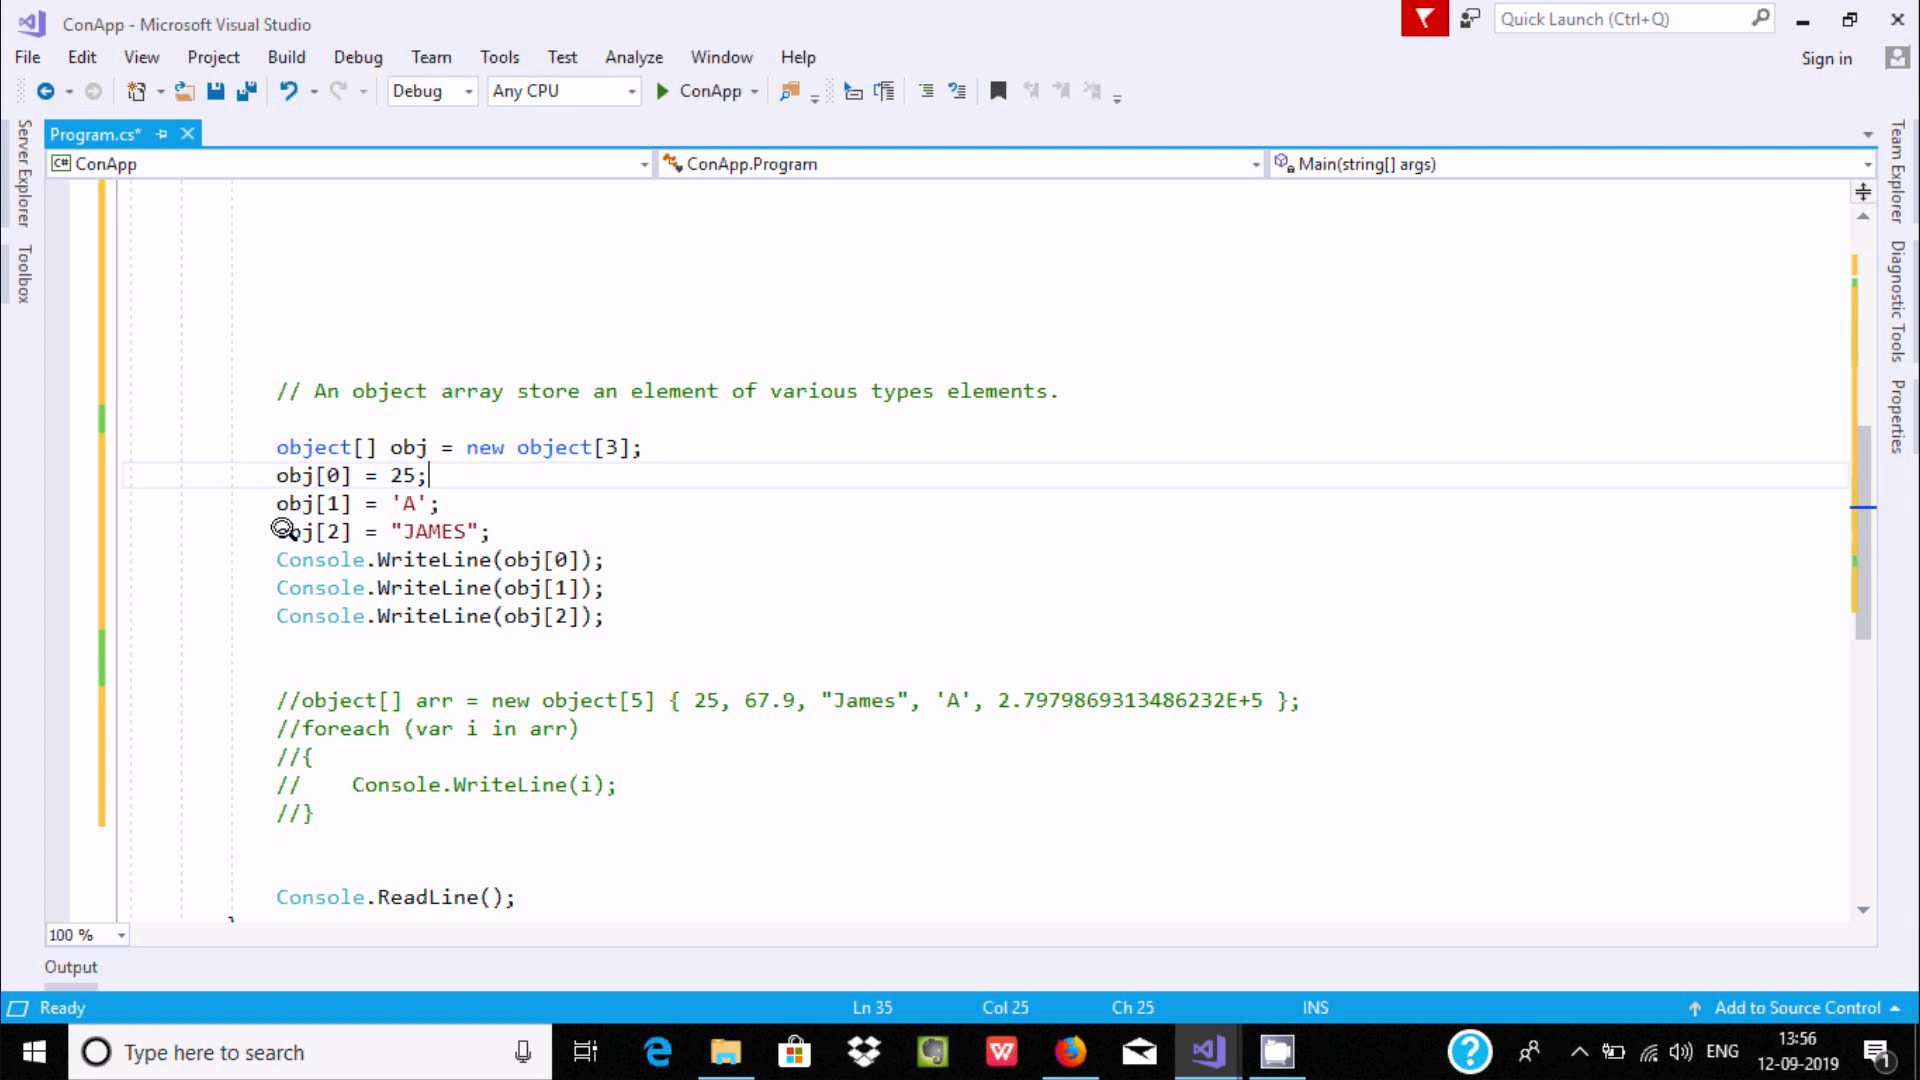 ConApp - Microsoft Visual Studio
Quick Launch (Ctrl+Q)
File Edit View Project Build Debug Team Tools Test Analyze Window Help
Sign in
Debug Any CPU ConApp
Program.cs*
C# ConApp ConApp.Program Main(string[] args)
Server Explorer
Toolbox
Team Explorer
Diagnostic Tools
Properties
// An object array store an element of various types elements.
object[] obj = new object[3];
obj[0] = 25;
obj[1] = 'A';
obj[2] = "JAMES";
Console.WriteLine(obj[0]);
Console.WriteLine(obj[1]);
Console.WriteLine(obj[2]);
//object[] arr = new object[5] { 25, 67.9, "James", 'A', 2.7979869313486232E+5 };
//foreach (var i in arr)
//{
// Console.WriteLine(i);
//}
Console.ReadLine();
100 %
Output
Ready Ln 35 Col 25 Ch 25 INS Add to Source Control
Type here to search
ENG
13:56
12-09-2019
1